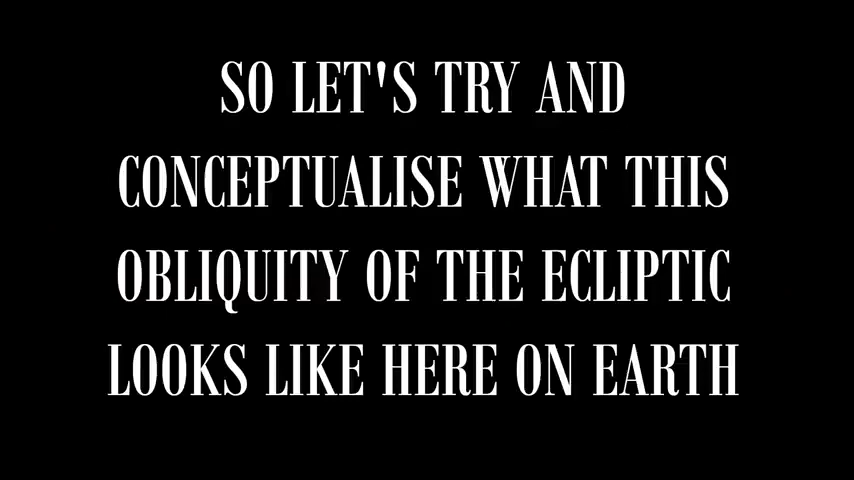 SO LET'S TRY AND
CONCEPTUALISE WHAT THIS
OBLIQUITY OF THE ECLIPTIC
LOOKS LIKE HERE ON EARTH